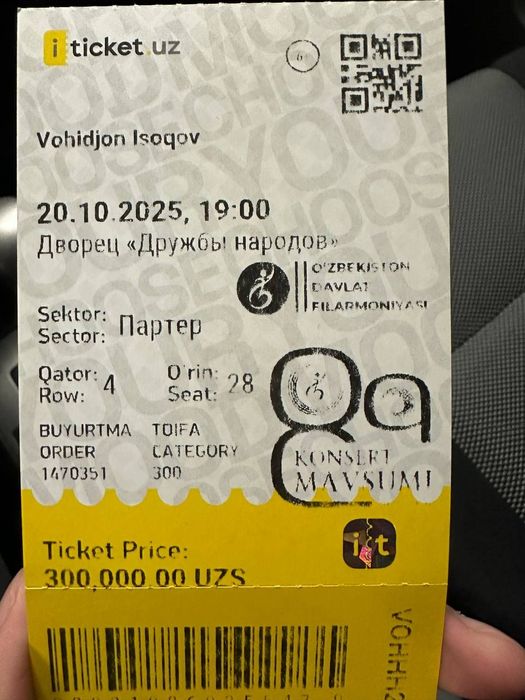 iticket.uz
6+
Vohidjon Isoqov
20.10.2025, 19:00
Дворец «Дружбы народов»
O'ZBEKISTON
DAVLAT
FILARMONIYASI
Sektor:
Sector: Партер
Qator:
Row: 4
O'rin:
Seat: 28
89
KONSERT
MAVSUMI
BUYURTMA
ORDER
1470351
TOIFA
CATEGORY
300
Ticket Price:
300,000.00 UZS
it